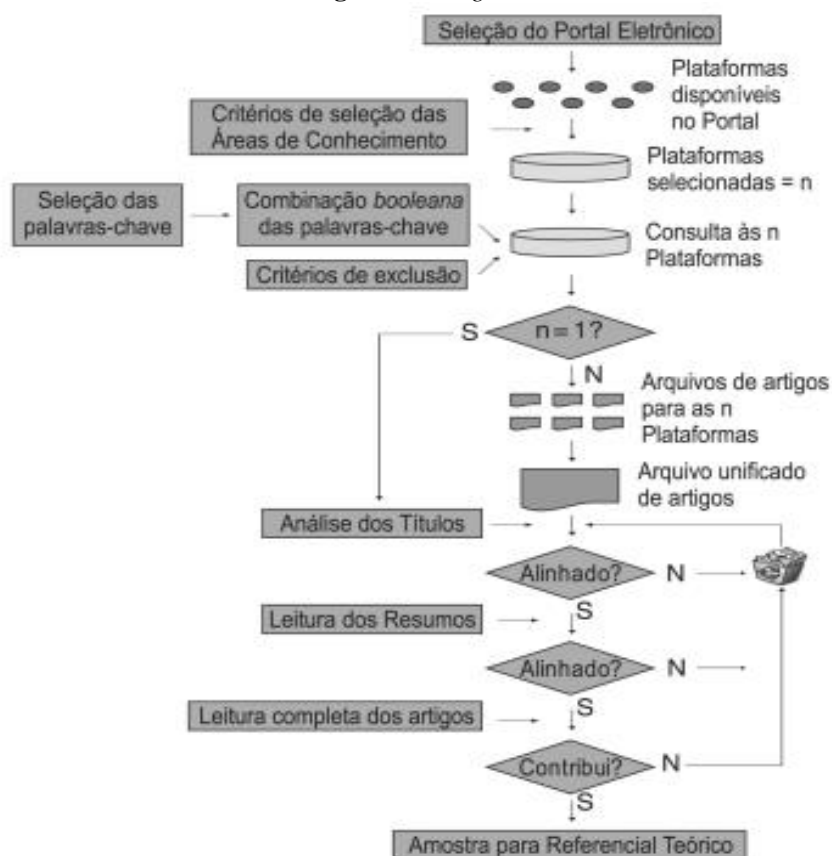 Seleção do Portal Eletrônico
Plataformas
disponíveis
no Portal
Critérios de seleção das
Áreas de Conhecimento
Plataformas
selecionadas = n
Seleção das
palavras-chave
Combinação booleana
das palavras-chave
Consulta às n
Plataformas
Critérios de exclusão
S
n = 1?
N
Arquivos de artigos
para as n
Plataformas
Arquivo unificado
de artigos
Análise dos Títulos
Alinhado?
N
S
Leitura dos Resumos
Alinhado?
N
S
Leitura completa dos artigos
Contribui?
N
S
Amostra para Referencial Teórico